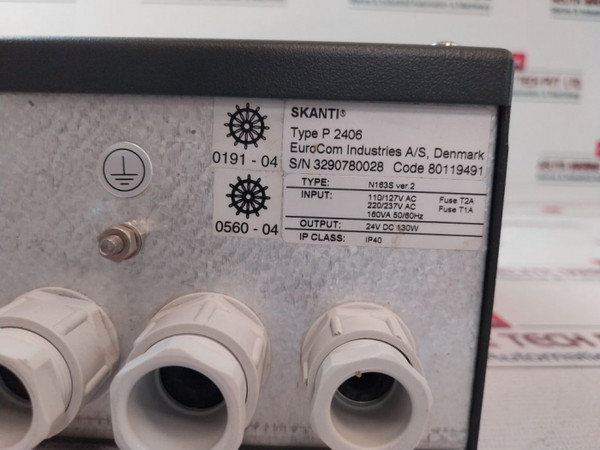 SKANTI®
Type P 2406
EuroCom Industries A/S, Denmark
S/N 3290780028 Code 80119491
0191 - 04
0560 - 04
TYPE: N163S ver.2
INPUT: 110/127V AC Fuse T2A
220/237V AC Fuse T1A
160VA 50/60Hz
OUTPUT: 24V DC 130W
IP CLASS: IP40